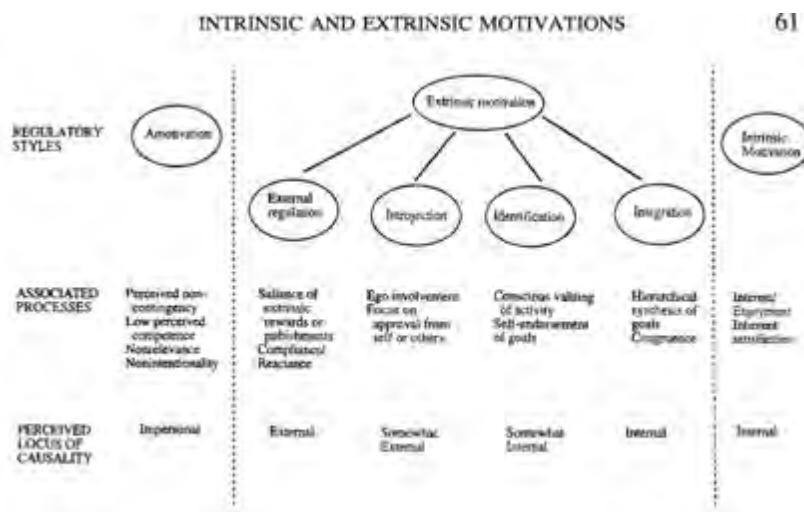 INTRINSIC AND EXTRINSIC MOTIVATIONS 61
Extrinsic motivation
REGULATORY
STYLES
Amotivation
Intrinsic
Motivation
External
regulation
Introjection
Identification
Integration
ASSOCIATED
PROCESSES
Perceived non-
contingency
Low perceived
competence
Nonrelevance
Nonintentionality
Salience of
extrinsic
rewards or
punishments
Compliance/
Reactance
Ego involvement
Focus on
approval from
self or others
Conscious valuing
of activity
Self-endorsement
of goals
Hierarchical
synthesis of
goals
Congruence
Interest/
Enjoyment
Inherent
satisfaction
PERCEIVED
LOCUS OF
CAUSALITY
Impersonal
External
Somewhat
External
Somewhat
Internal
Internal
Internal